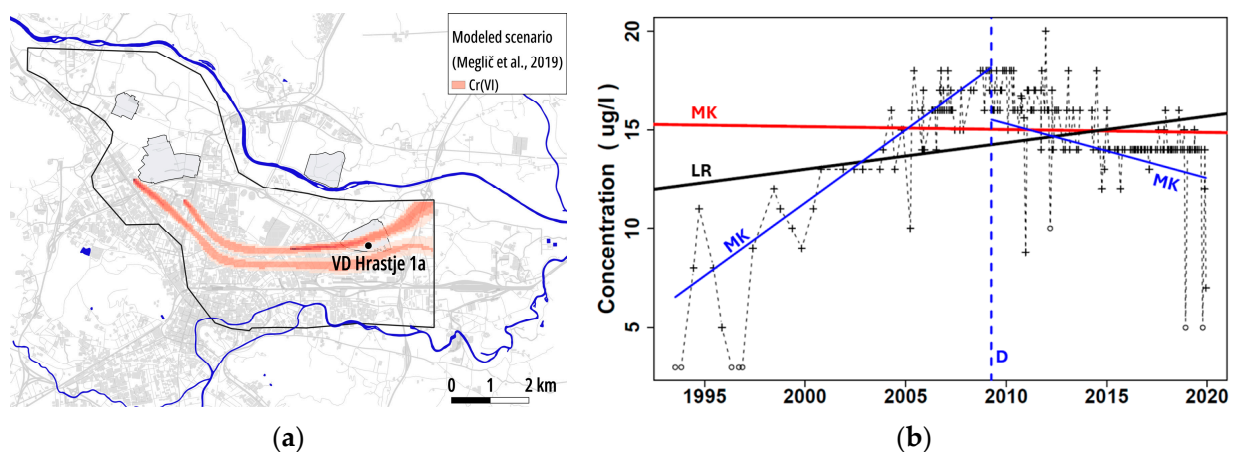 Modeled scenario
(Meglič et al., 2019)
Cr(VI)
VD Hrastje 1a
0 1 2 km
(a)
Concentration ( ug/l )
20
15
10
5
MK
LR
MK
MK
D
1995 2000 2005 2010 2015 2020
(b)